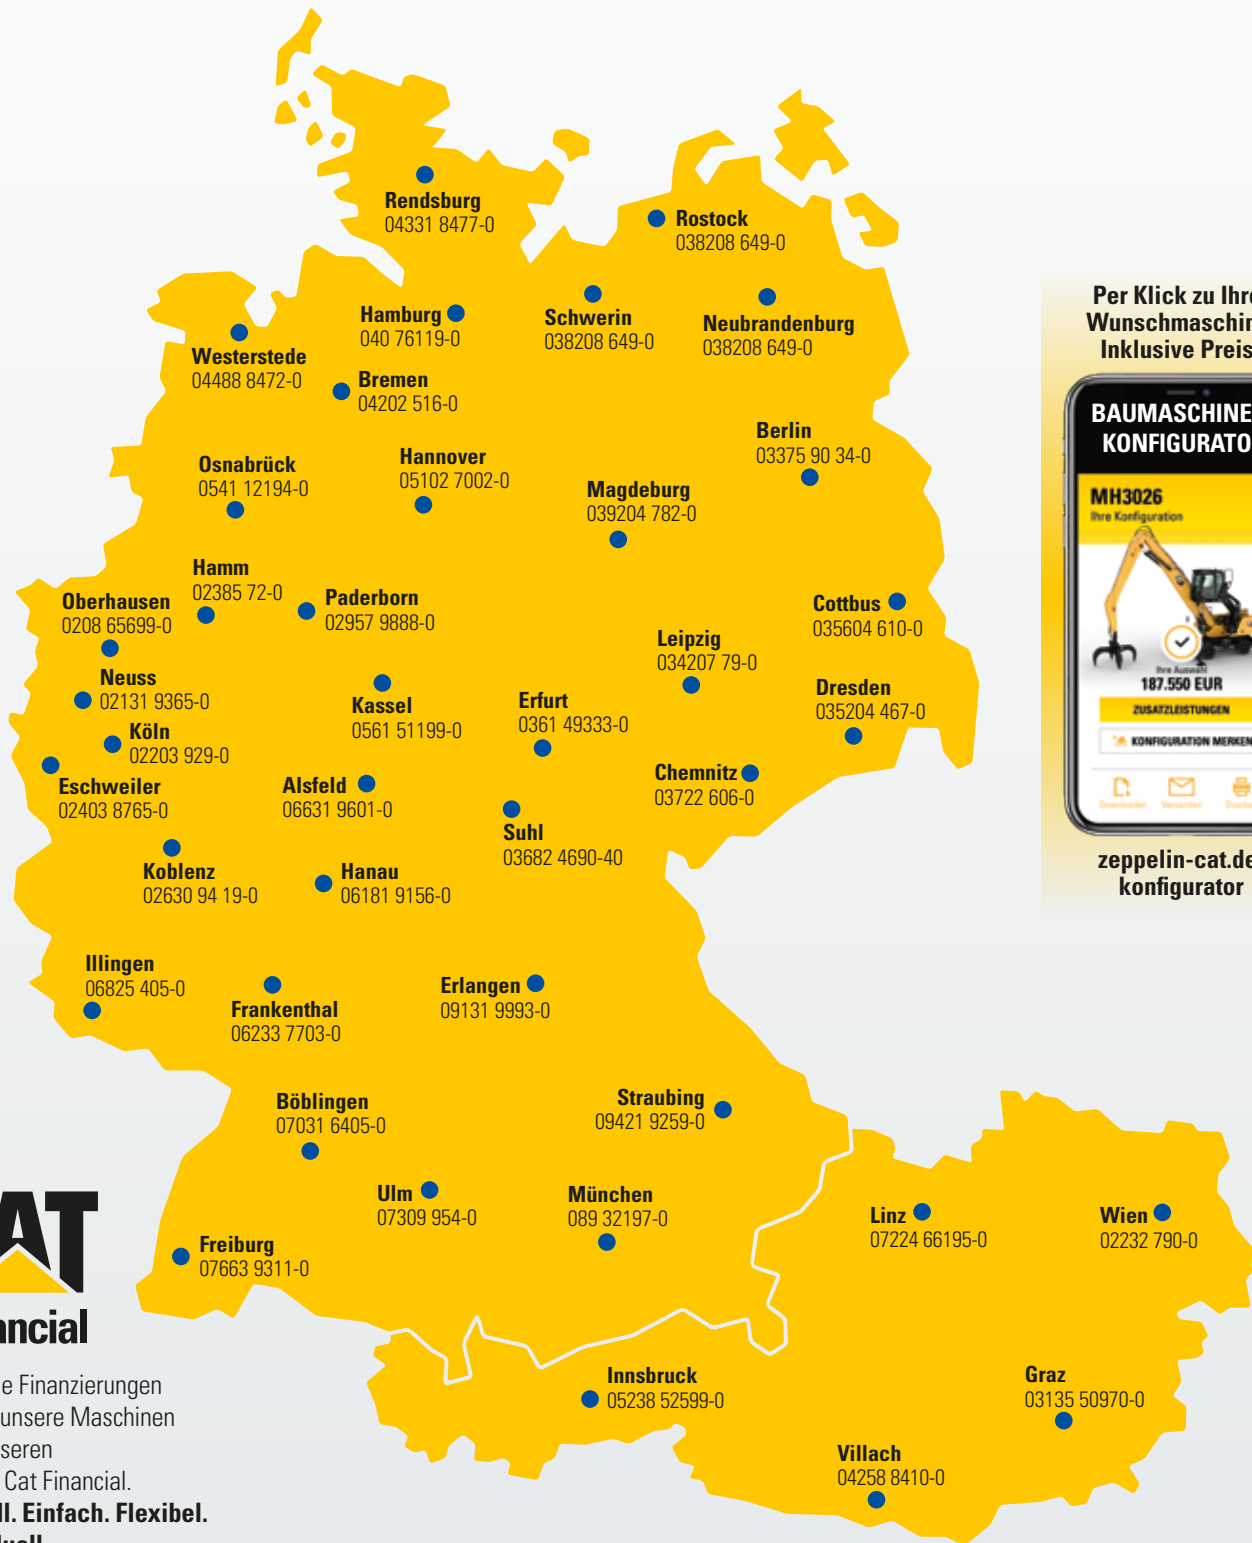 Rendsburg
04331 8477-0
Rostock
038208 649-0
Hamburg
040 76119-0
Schwerin
038208 649-0
Neubrandenburg
038208 649-0
Westerstede
04488 8472-0
Bremen
04202 516-0
Berlin
03375 90 34-0
Osnabrück
0541 12194-0
Hannover
05102 7002-0
Magdeburg
039204 782-0
Hamm
02385 72-0
Oberhausen
0208 65699-0
Paderborn
02957 9888-0
Cottbus
035604 610-0
Leipzig
034207 79-0
Neuss
02131 9365-0
Kassel
0561 51199-0
Erfurt
0361 49333-0
Dresden
035204 467-0
Köln
02203 929-0
Eschweiler
02403 8765-0
Alsfeld
06631 9601-0
Chemnitz
03722 606-0
Suhl
03682 4690-40
Koblenz
02630 94 19-0
Hanau
06181 9156-0
Illingen
06825 405-0
Frankenthal
06233 7703-0
Erlangen
09131 9993-0
Böblingen
07031 6405-0
Straubing
09421 9259-0
Ulm
07309 954-0
München
089 32197-0
Freiburg
07663 9311-0
Linz
07224 66195-0
Wien
02232 790-0
Innsbruck
05238 52599-0
Graz
03135 50970-0
Villach
04258 8410-0
Per Klick zu Ihre
Wunschmaschin
Inklusive Preis
BAUMASCHINE
KONFIGURATO
MH3026
Ihre Konfiguration
Ihre Auswahl
187.550 EUR
ZUSATZLEISTUNGEN
KONFIGURATION MERKEN
Downloaden Versenden Drucke
zeppelin-cat.de
konfigurator
AT
ancial
e Finanzierungen
unsere Maschinen
seren
Cat Financial.
ll. Einfach. Flexibel.